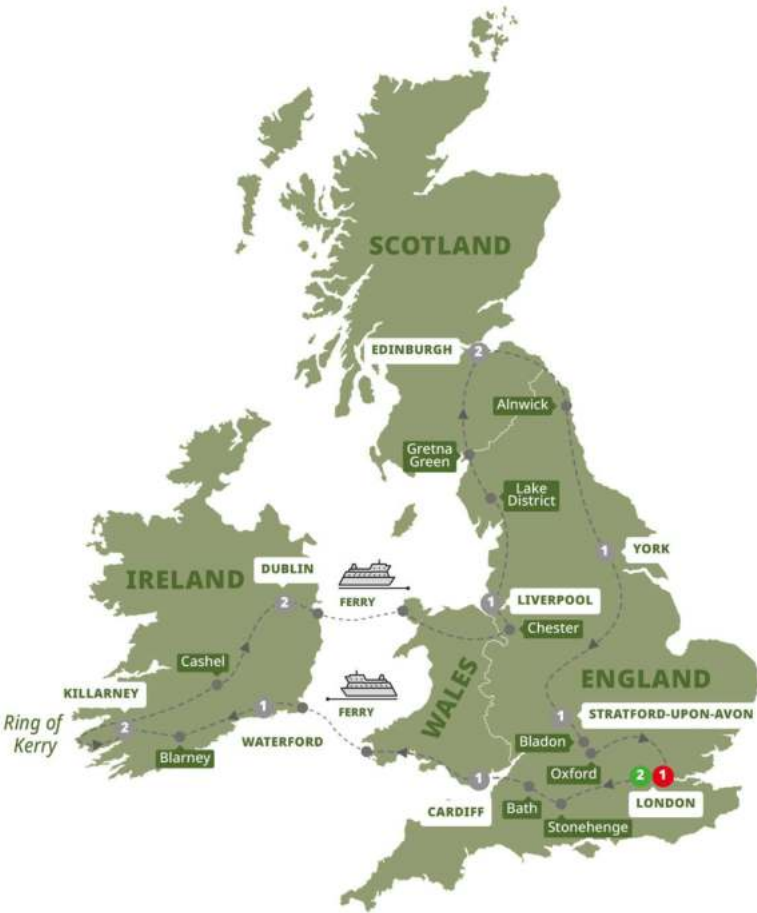 SCOTLAND
EDINBURGH
2
Alnwick
Gretna
Green
Lake
District
1
YORK
DUBLIN
2
IRELAND
FERRY
1
LIVERPOOL
Chester
Cashel
KILLARNEY
2
Ring of
Kerry
Blarney
1
WATERFORD
FERRY
WALES
ENGLAND
1
STRATFORD-UPON-AVON
Bladon
Oxford
2
1
LONDON
1
CARDIFF
Bath
Stonehenge